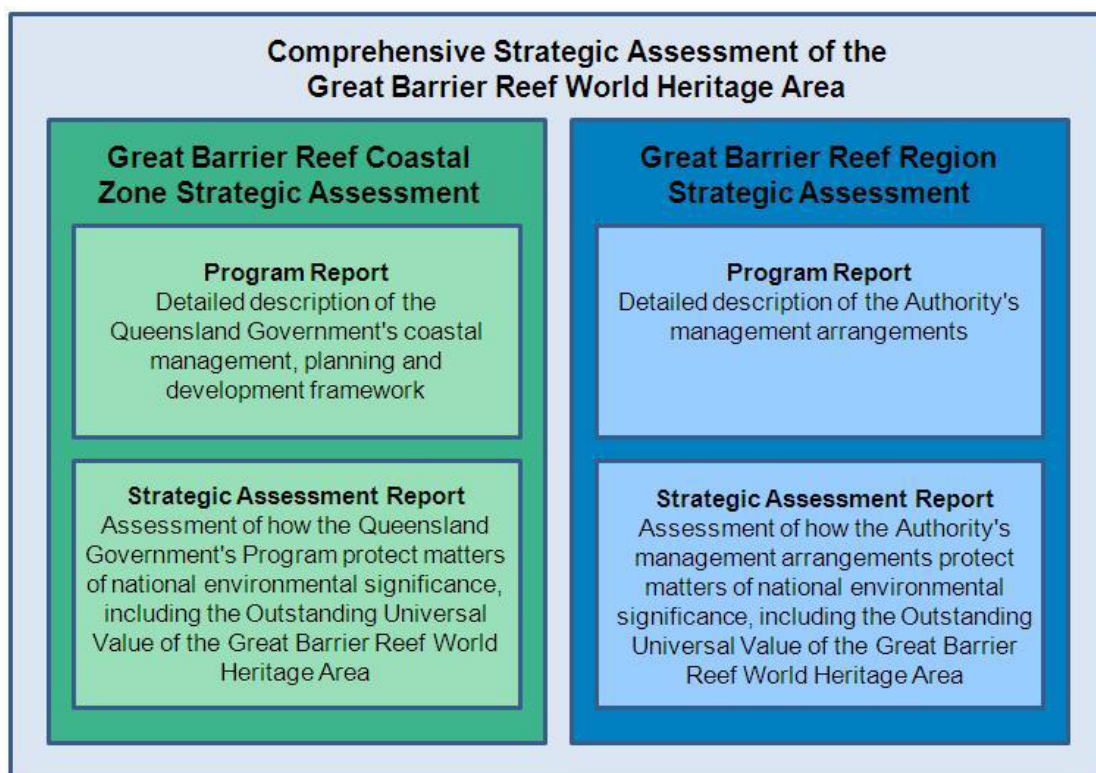 Comprehensive Strategic Assessment of the
Great Barrier Reef World Heritage Area
Great Barrier Reef Coastal
Zone Strategic Assessment
Program Report
Detailed description of the
Queensland Government's coastal
management, planning and
development framework
Strategic Assessment Report
Assessment of how the Queensland
Government's Program protect matters
of national environmental significance,
including the Outstanding Universal
Value of the Great Barrier Reef World
Heritage Area
Great Barrier Reef Region
Strategic Assessment
Program Report
Detailed description of the Authority's
management arrangements
Strategic Assessment Report
Assessment of how the Authority's
management arrangements protect
matters of national environmental
significance, including the Outstanding
Universal Value of the Great Barrier
Reef World Heritage Area